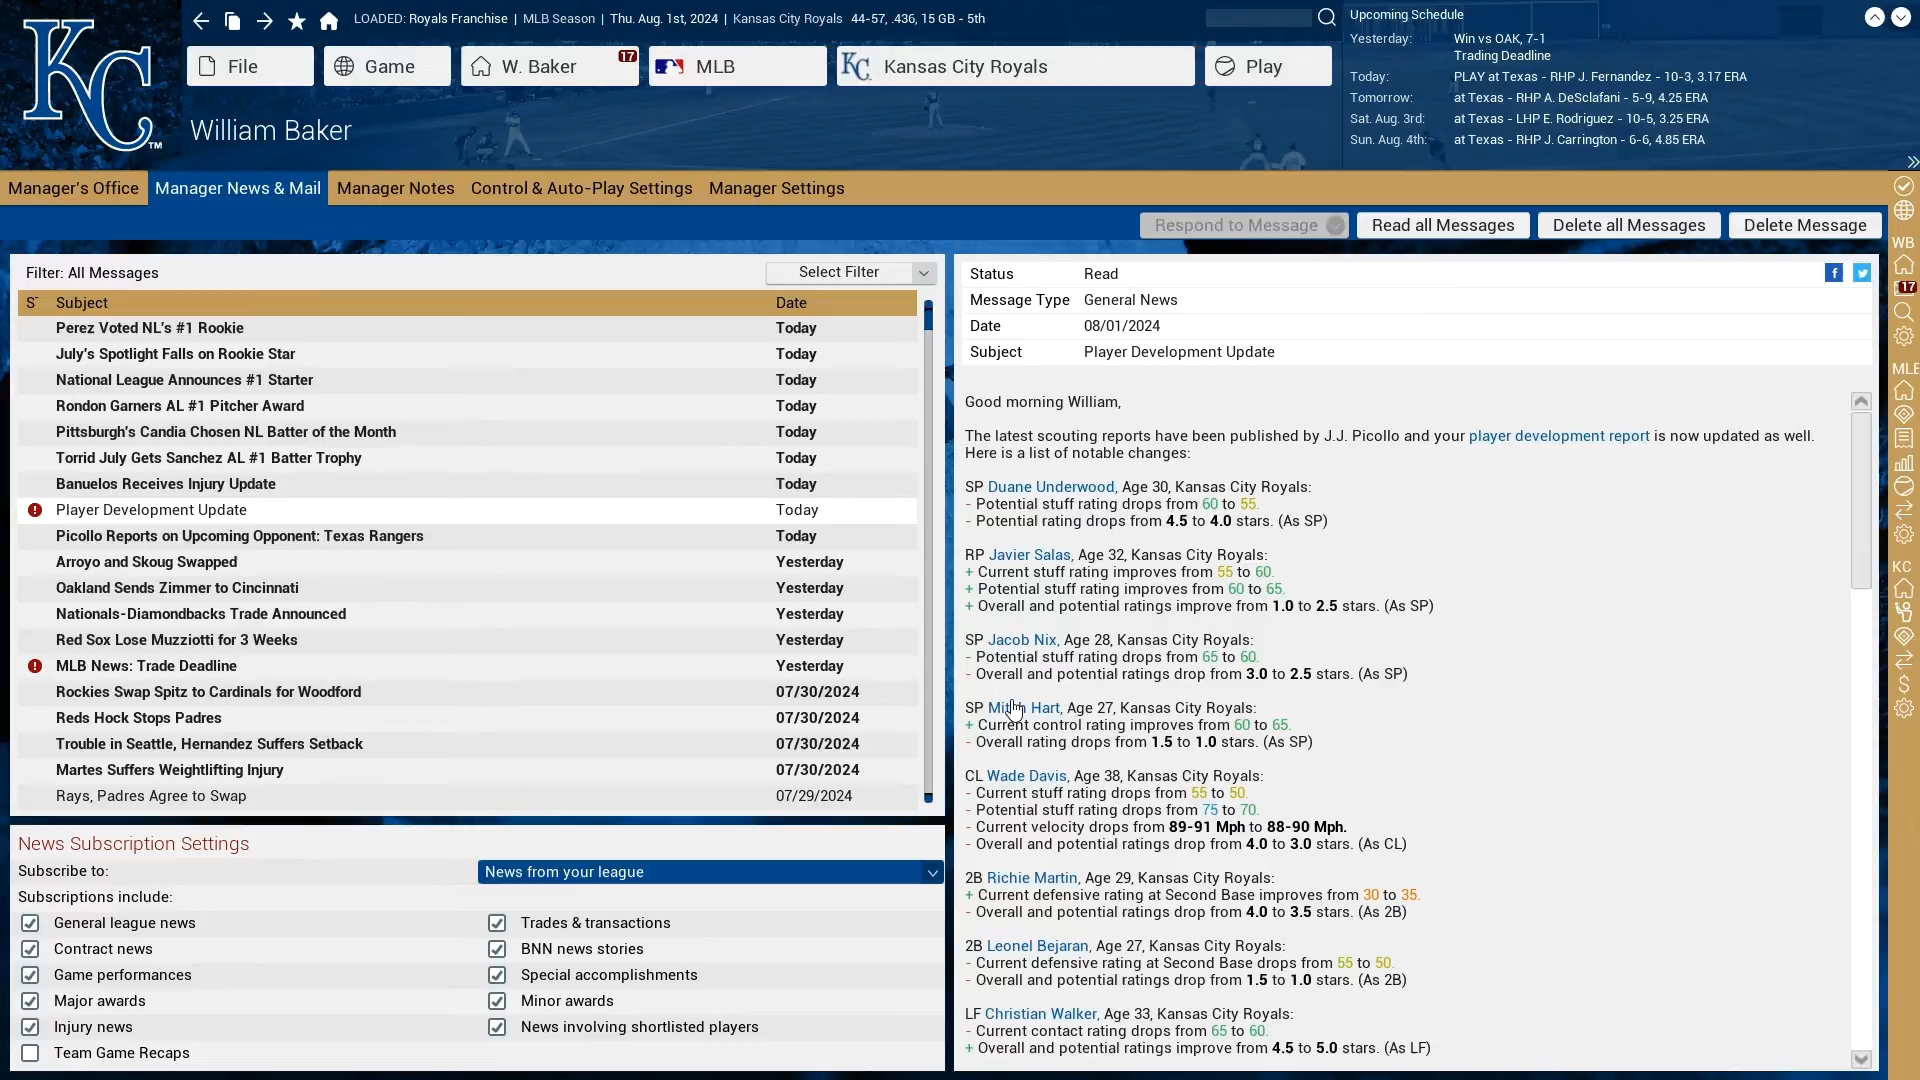 LOADED: Royals Franchise | MLB Season | Thu. Aug. 1st, 2024 | Kansas City Royals 44-57, .436, 15 GB - 5th
File
Game
W. Baker
17
MLB
Kansas City Royals
Play
KC
TM
William Baker
Upcoming Schedule
Yesterday: Win vs OAK, 7-1
Trading Deadline
Today: PLAY at Texas - RHP J. Fernandez - 10-3, 3.17 ERA
Tomorrow: at Texas - RHP A. DeSclafani - 5-9, 4.25 ERA
Sat. Aug. 3rd: at Texas - LHP E. Rodriguez - 10-5, 3.25 ERA
Sun. Aug. 4th: at Texas - RHP J. Carrington - 6-6, 4.85 ERA
Manager's Office
Manager News & Mail
Manager Notes
Control & Auto-Play Settings
Manager Settings
Respond to Message
Read all Messages
Delete all Messages
Delete Message
Filter: All Messages
Select Filter
Subject Date
Perez Voted NL's #1 Rookie Today
July's Spotlight Falls on Rookie Star Today
National League Announces #1 Starter Today
Rondon Garners AL #1 Pitcher Award Today
Pittsburgh's Candia Chosen NL Batter of the Month Today
Torrid July Gets Sanchez AL #1 Batter Trophy Today
Banuelos Receives Injury Update Today
Player Development Update Today
Picollo Reports on Upcoming Opponent: Texas Rangers Today
Arroyo and Skoug Swapped Yesterday
Oakland Sends Zimmer to Cincinnati Yesterday
Nationals-Diamondbacks Trade Announced Yesterday
Red Sox Lose Muzziotti for 3 Weeks Yesterday
MLB News: Trade Deadline Yesterday
Rockies Swap Spitz to Cardinals for Woodford 07/30/2024
Reds Hock Stops Padres 07/30/2024
Trouble in Seattle, Hernandez Suffers Setback 07/30/2024
Martes Suffers Weightlifting Injury 07/30/2024
Rays, Padres Agree to Swap 07/29/2024
News Subscription Settings
Subscribe to: News from your league
Subscriptions include:
General league news Trades & transactions
Contract news BNN news stories
Game performances Special accomplishments
Major awards Minor awards
Injury news News involving shortlisted players
Team Game Recaps
Status Read
Message Type General News
Date 08/01/2024
Subject Player Development Update
Good morning William,
The latest scouting reports have been published by J.J. Picollo and your player development report is now updated as well.
Here is a list of notable changes:
SP Duane Underwood, Age 30, Kansas City Royals:
- Potential stuff rating drops from 60 to 55.
- Potential rating drops from 4.5 to 4.0 stars. (As SP)
RP Javier Salas, Age 32, Kansas City Royals:
+ Current stuff rating improves from 55 to 60.
+ Potential stuff rating improves from 60 to 65.
+ Overall and potential ratings improve from 1.0 to 2.5 stars. (As SP)
SP Jacob Nix, Age 28, Kansas City Royals:
- Potential stuff rating drops from 65 to 60.
- Overall and potential ratings drop from 3.0 to 2.5 stars. (As SP)
SP Hart, Age 27, Kansas City Royals:
+ Current control rating improves from 60 to 65.
- Overall rating drops from 1.5 to 1.0 stars. (As SP)
CL Wade Davis, Age 38, Kansas City Royals:
- Current stuff rating drops from 55 to 50.
- Potential stuff rating drops from 75 to 70.
- Current velocity drops from 89-91 Mph to 88-90 Mph.
- Overall and potential ratings drop from 4.0 to 3.0 stars. (As CL)
2B Richie Martin, Age 29, Kansas City Royals:
+ Current defensive rating at Second Base improves from 30 to 35.
- Overall and potential ratings drop from 4.0 to 3.5 stars. (As 2B)
2B Leonel Bejaran, Age 27, Kansas City Royals:
- Current defensive rating at Second Base drops from 55 to 50.
- Overall and potential ratings drop from 1.5 to 1.0 stars. (As 2B)
LF Christian Walker, Age 33, Kansas City Royals:
- Current contact rating drops from 65 to 60.
+ Overall and potential ratings improve from 4.5 to 5.0 stars. (As LF)
WB
17
KC